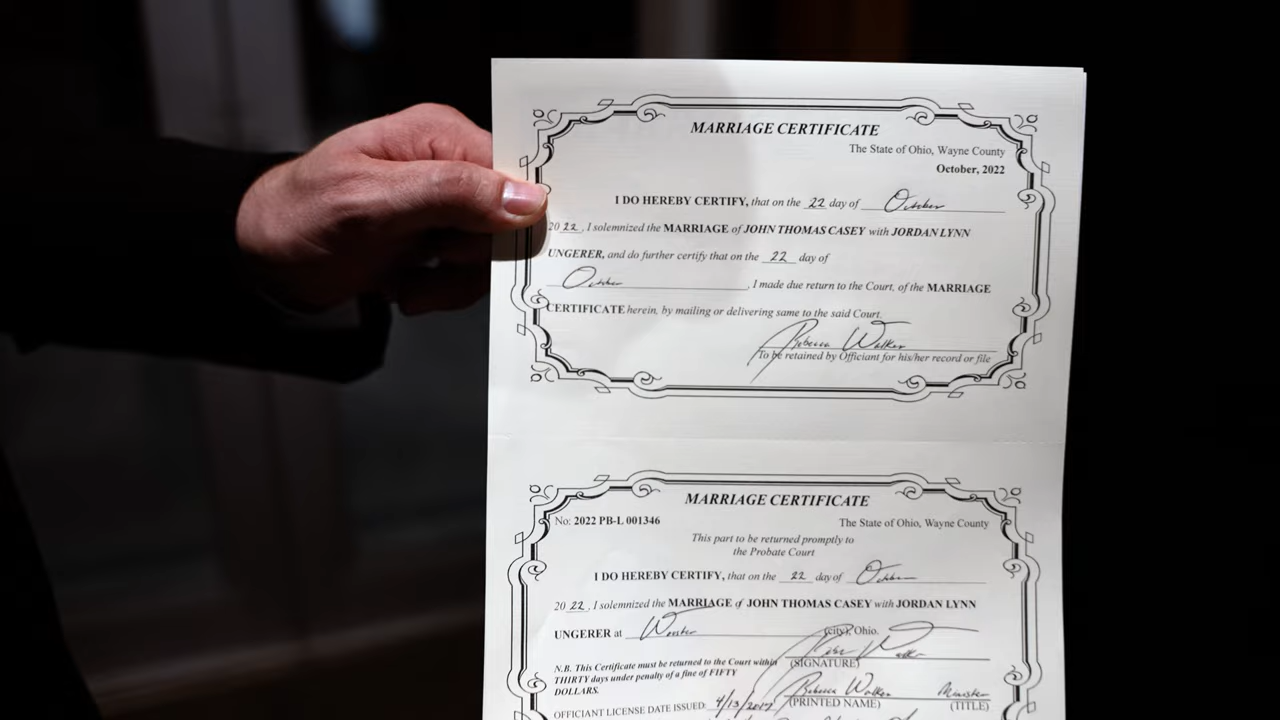 MARRIAGE CERTIFICATE
The State of Ohio, Wayne County
October, 2022
I DO HEREBY CERTIFY, that on the 22 day of October
2022, I solemnized the MARRIAGE of JOHN THOMAS CASEY with JORDAN LYNN
UNGERER, and do further certify that on the 22 day of
October, I made due return to the Court, of the MARRIAGE
CERTIFICATE herein, by mailing or delivering same to the said Court.
Rebecca Walker
To be retained by Officiant for his/her record or file
MARRIAGE CERTIFICATE
No: 2022 PB-L 001346
The State of Ohio, Wayne County
This part to be returned promptly to
the Probate Court
I DO HEREBY CERTIFY, that on the 22 day of October
2022, I solemnized the MARRIAGE of JOHN THOMAS CASEY with JORDAN LYNN
UNGERER at Wooster (city), Ohio.
N.B. This Certificate must be returned to the Court within
THIRTY days under penalty of a fine of FIFTY
DOLLARS.
Rebecca Walker
(SIGNATURE)
Rebecca Walker Minister
(PRINTED NAME) (TITLE)
OFFICIANT LICENSE DATE ISSUED: 4/13/2017